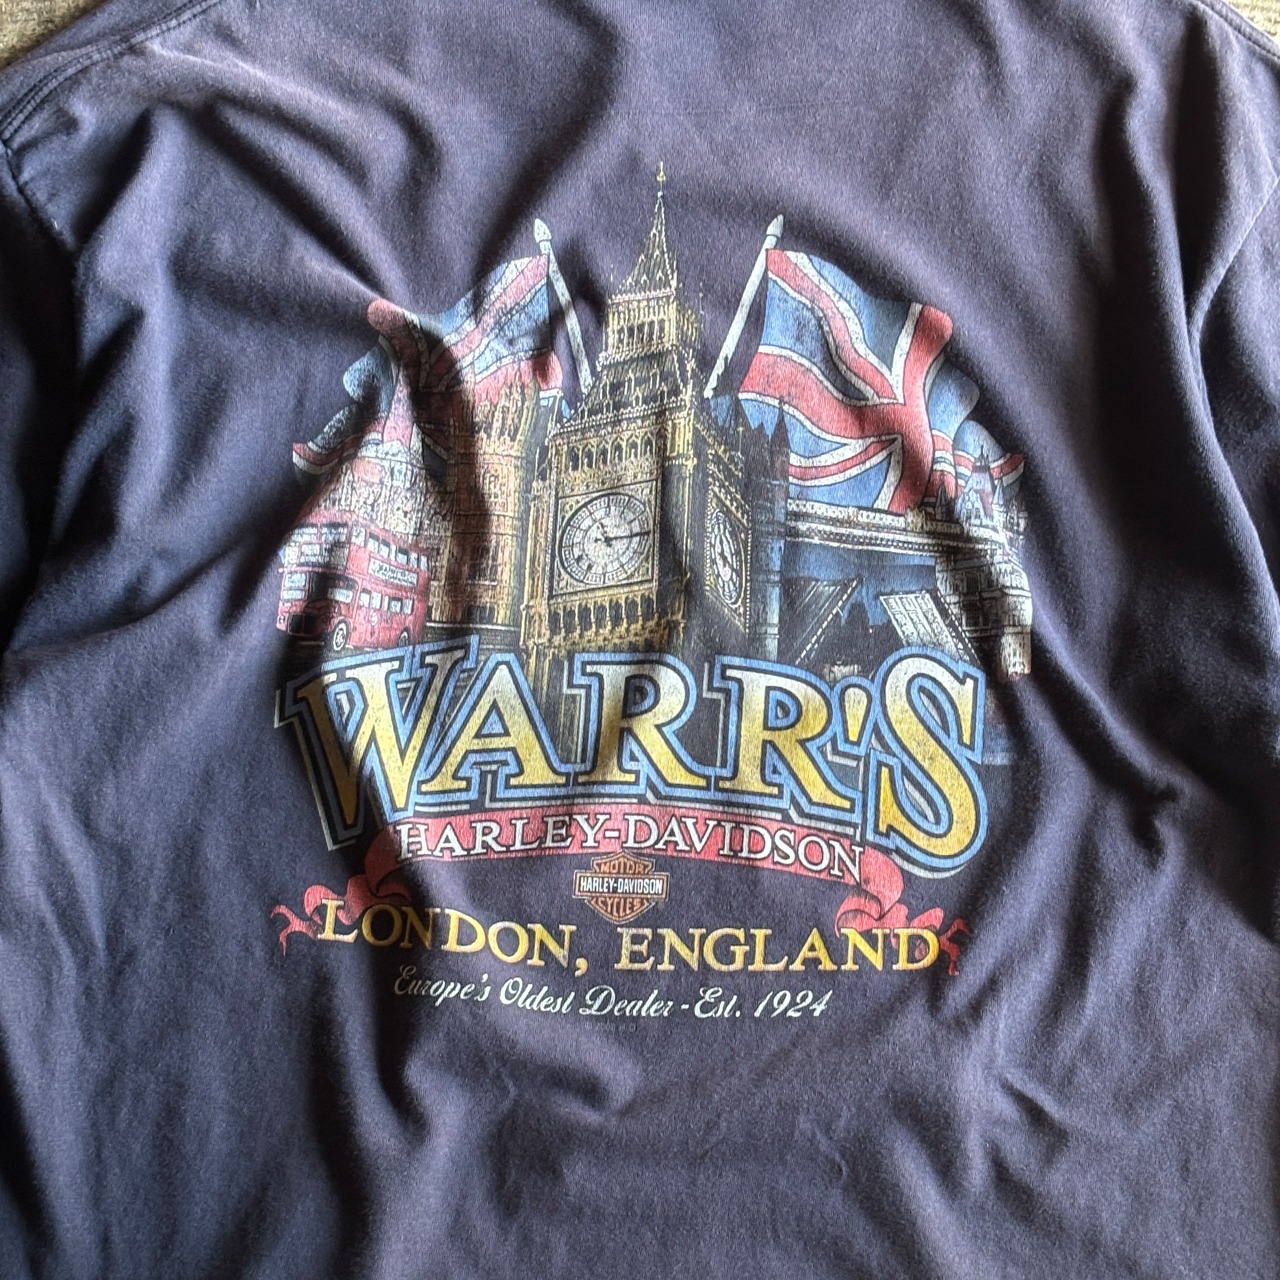 WARR'S
HARLEY-DAVIDSON
MOTOR
HARLEY-DAVIDSON
CYCLES
LONDON, ENGLAND
Europe's Oldest Dealer - Est. 1924